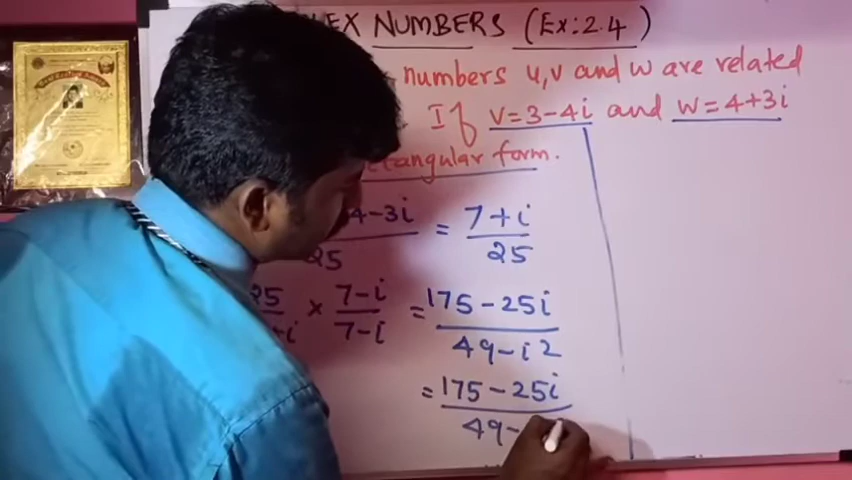 LEX NUMBERS (Ex: 2.4)
numbers u,v and w are related
If v=3-4i and w=4+3i
ctangular form.
4-3i = 7+i
25 25
25 × 7-i = 175-25i
+i 7-i 49-i2
= 175-25i
49-